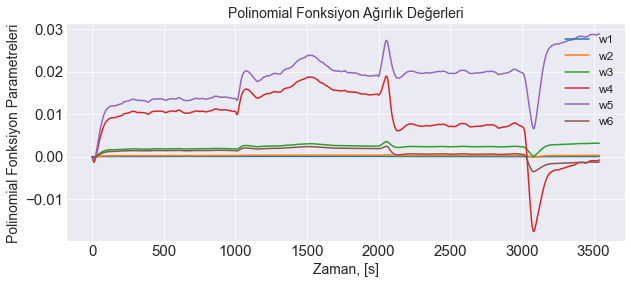 Polinomial Fonksiyon Ağırlık Değerleri
Polinomial Fonksiyon Parametreleri
0.03
0.02
0.01
0.00
−0.01
w1
w2
w3
w4
w5
w6
0 500 1000 1500 2000 2500 3000 3500
Zaman, [s]